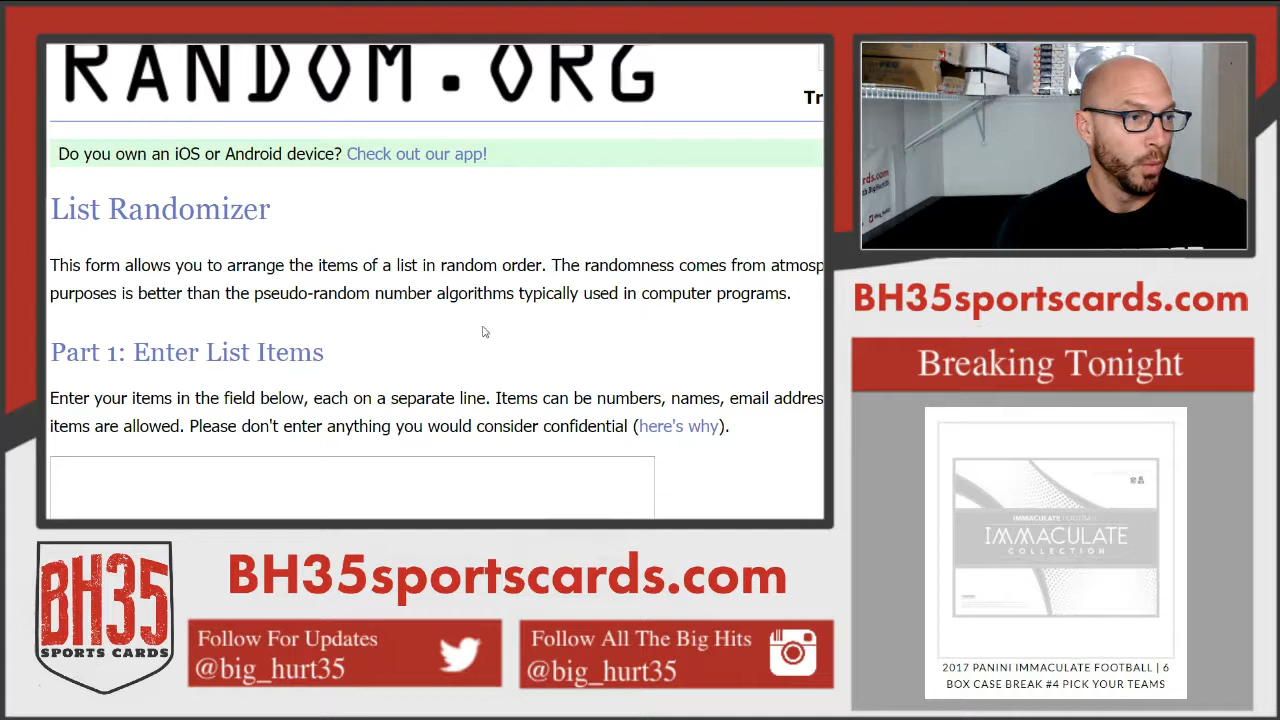 RANDOM.ORG
Tr
Do you own an iOS or Android device? Check out our app!
List Randomizer
This form allows you to arrange the items of a list in random order. The randomness comes from atmosp
purposes is better than the pseudo-random number algorithms typically used in computer programs.
Part 1: Enter List Items
Enter your items in the field below, each on a separate line. Items can be numbers, names, email addres
items are allowed. Please don't enter anything you would consider confidential (here's why).
BH35sportscards.com
Breaking Tonight
IMMACULATE FOOTBALL
IMMACULATE
COLLECTION
2017 PANINI IMMACULATE FOOTBALL | 6
BOX CASE BREAK #4 PICK YOUR TEAMS
BH35
SPORTS CARDS
BH35sportscards.com
Follow For Updates
@big_hurt35
Follow All The Big Hits
@big_hurt35